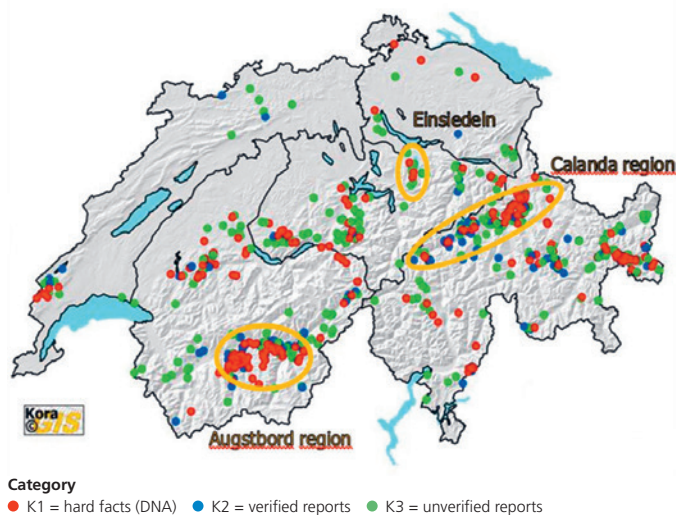 Einsiedeln
Calanda region
Kora
© GIS
Augstbord region
Category
K1 = hard facts (DNA) K2 = verified reports K3 = unverified reports